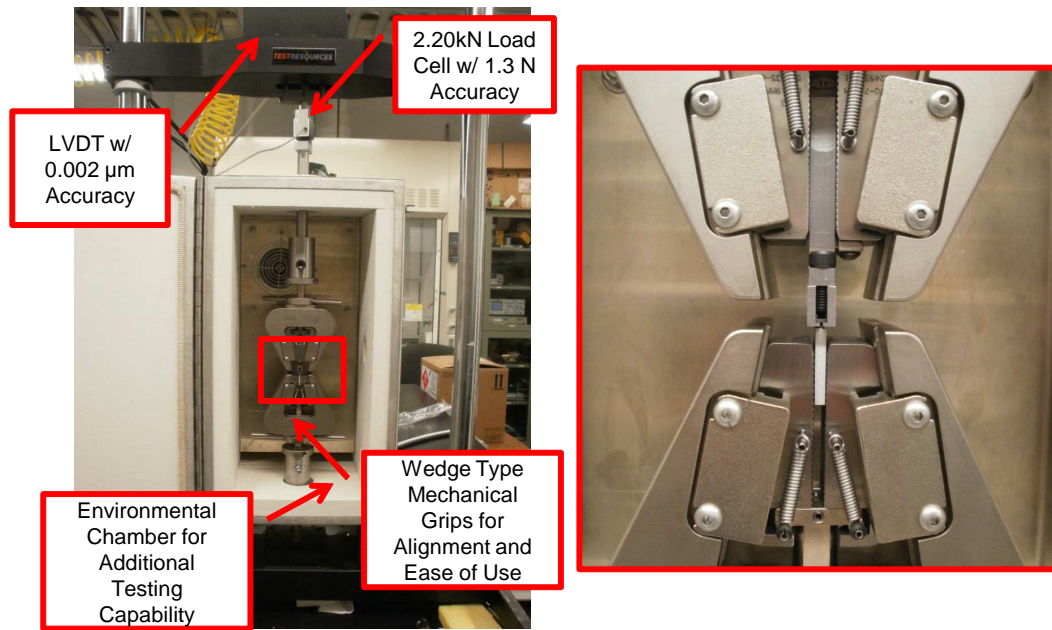 2.20kN Load
Cell w/ 1.3 N
Accuracy
TESTRESOURCES
LVDT w/
0.002 µm
Accuracy
Environmental
Chamber for
Additional
Testing
Capability
Wedge Type
Mechanical
Grips for
Alignment and
Ease of Use